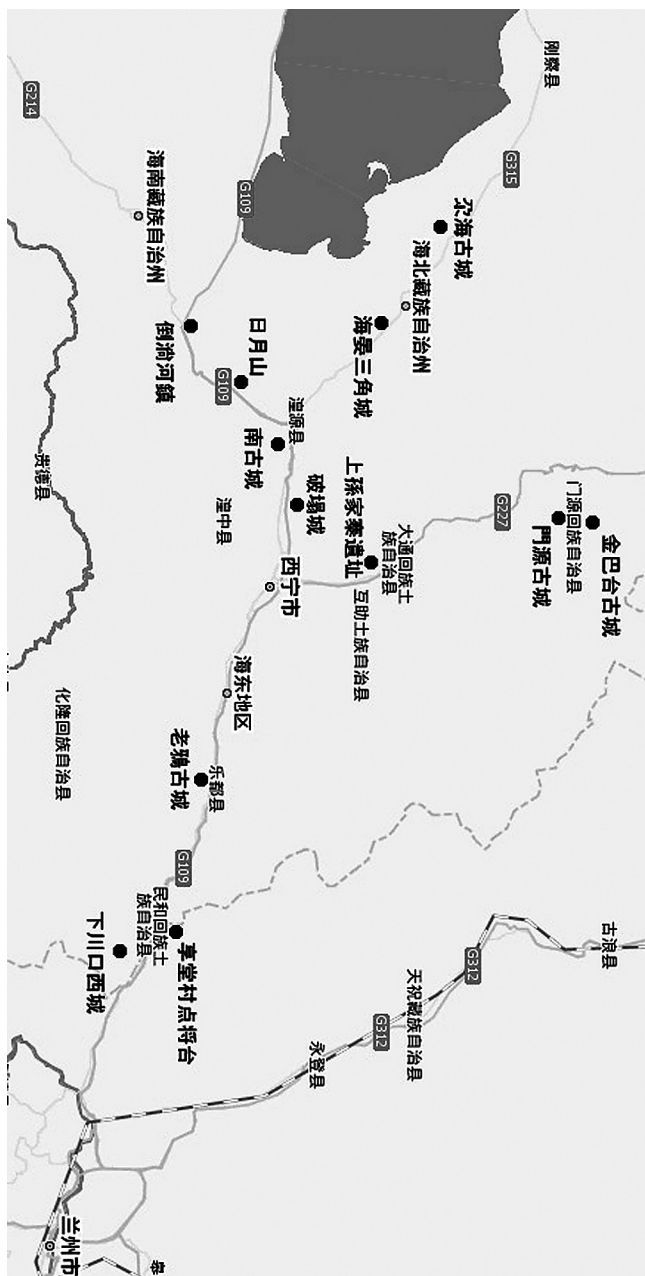 刚察县
G315
尕海古城
海北藏族自治州
海晏三角城
G214
海南藏族自治州
G109
倒淌河鎮
日月山
G109
湟源县
南古城
破塌城
湟中县
上孫家寨遺址
大通回族土
族自治县
G227
金巴台古城
门源回族自治县
門源古城
西宁市
互助土族自治县
贵德县
海东地区
化隆回族自治县
乐都县
老鴉古城
G109
民和回族土
族自治县
享堂村点将台
下川口西城
古浪县
G312
天祝藏族自治县
G312
永登县
兰州市